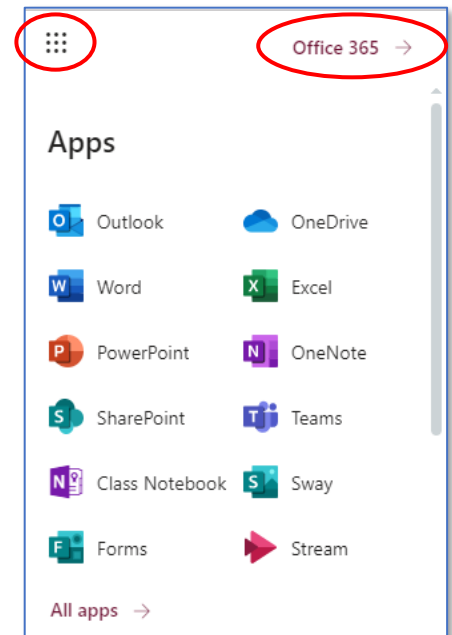 Office 365 →
Apps
Outlook OneDrive
Word Excel
PowerPoint OneNote
SharePoint Teams
Class Notebook Sway
Forms Stream
All apps →